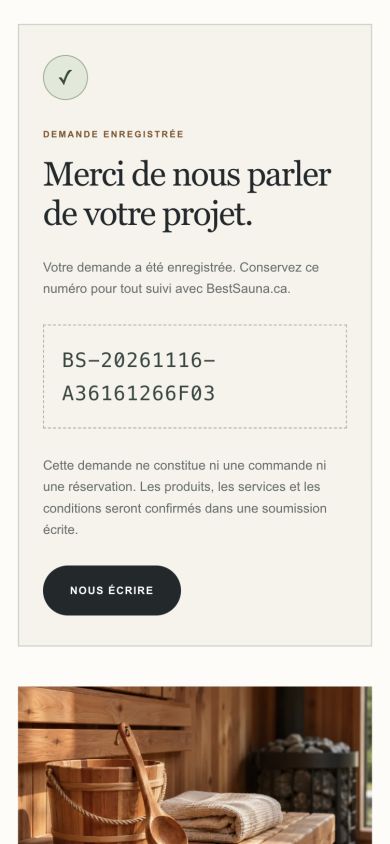 DEMANDE ENREGISTRÉE
Merci de nous parler
de votre projet.
Votre demande a été enregistrée. Conservez ce
numéro pour tout suivi avec BestSauna.ca.
BS-20261116-
A36161266F03
Cette demande ne constitue ni une commande ni
une réservation. Les produits, les services et les
conditions seront confirmés dans une soumission
écrite.
NOUS ÉCRIRE